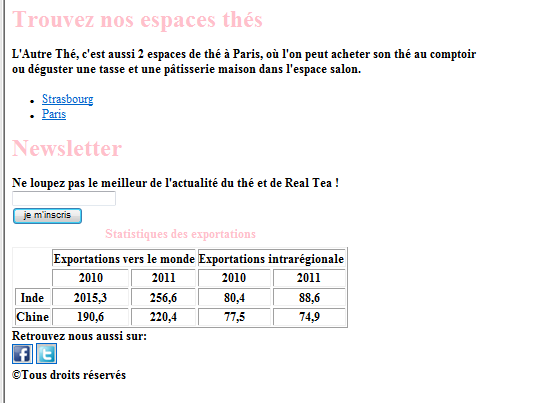 Trouvez nos espaces thés
L'Autre Thé, c'est aussi 2 espaces de thé à Paris, où l'on peut acheter son thé au comptoir
ou déguster une tasse et une pâtisserie maison dans l'espace salon.
Strasbourg
Paris
Newsletter
Ne loupez pas le meilleur de l'actualité du thé et de Real Tea !
je m'inscris
Statistiques des exportations
Exportations vers le monde Exportations intrarégionale
2010 2011 2010 2011
Inde 2015,3 256,6 80,4 88,6
Chine 190,6 220,4 77,5 74,9
Retrouvez nous aussi sur:
f t
©Tous droits réservés